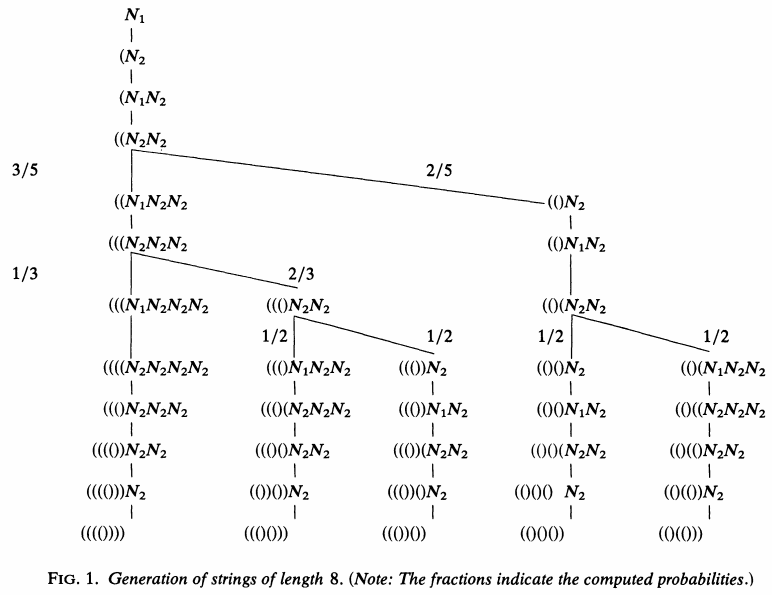 N₁
(N₂
(N₁N₂
((N₂N₂
3/5 2/5
((N₁N₂N₂ (()N₂
(((N₂N₂N₂ (()N₁N₂
1/3 2/3
(((N₁N₂N₂N₂ ((()N₂N₂ (()(N₂N₂
1/2 1/2 1/2 1/2
((((N₂N₂N₂N₂ ((()N₁N₂N₂ ((())N₂ (()()N₂ (()(N₁N₂N₂
((()N₂N₂N₂ ((()(N₂N₂N₂ ((())N₁N₂ (()()N₁N₂ (()((N₂N₂N₂
(((())N₂N₂ ((()()N₂N₂ ((())(N₂N₂ (()()(N₂N₂ (()(()N₂N₂
(((()))N₂ (()())N₂ ((())()N₂ (()()() N₂ (()(())N₂
(((()))) ((()())) ((())()) (()()()) (()(()))
FIG. 1. Generation of strings of length 8. (Note: The fractions indicate the computed probabilities.)